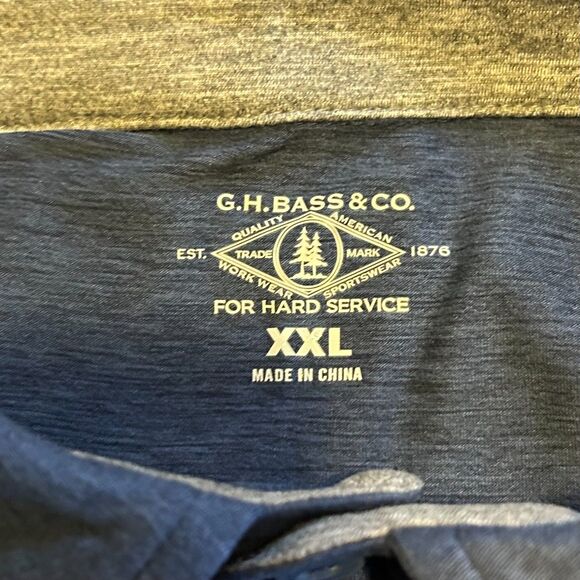 G.H. BASS & CO.
QUALITY AMERICAN
EST. TRADE MARK 1876
WORK WEAR SPORTSWEAR
FOR HARD SERVICE
XXL
MADE IN CHINA